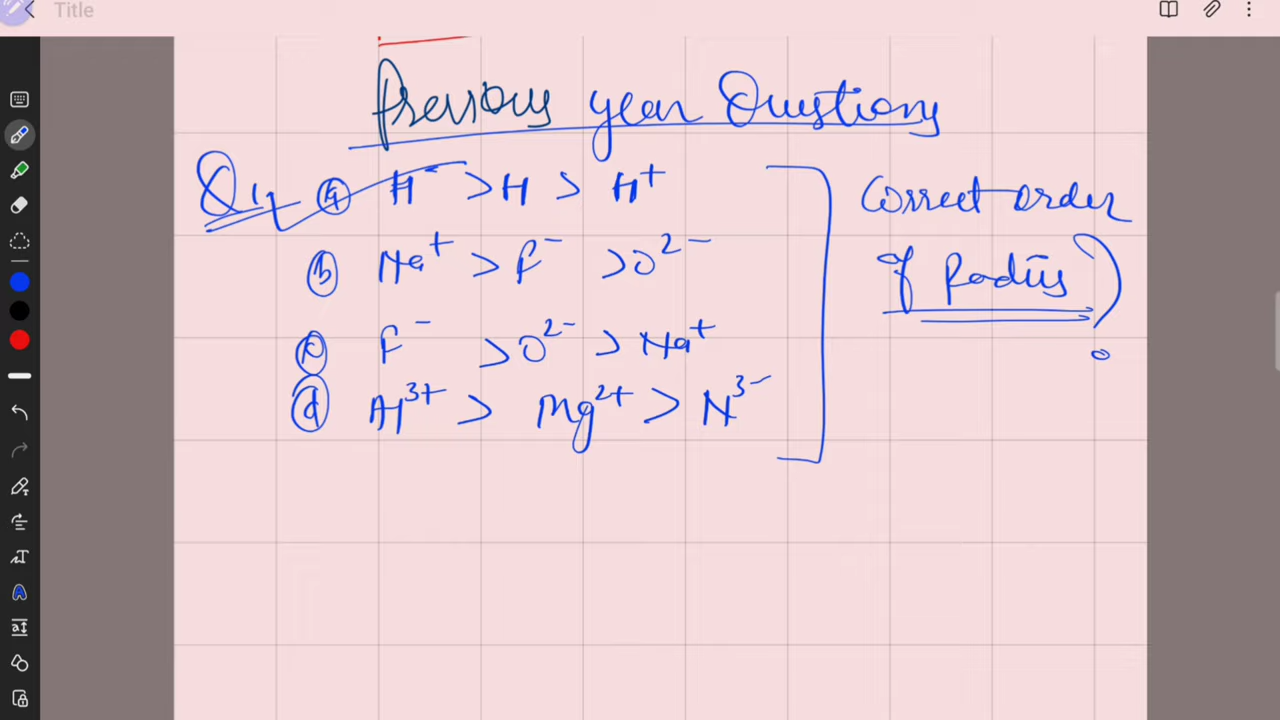 Title
Previous year Questions
Q1, (a) H⁻ > H > H⁺
(b) Na⁺ > F⁻ > O²⁻
(c) F⁻ > O²⁻ > Na⁺
(d) Al³⁺ > Mg²⁺ > N³⁻
Correct order
of Radius ?